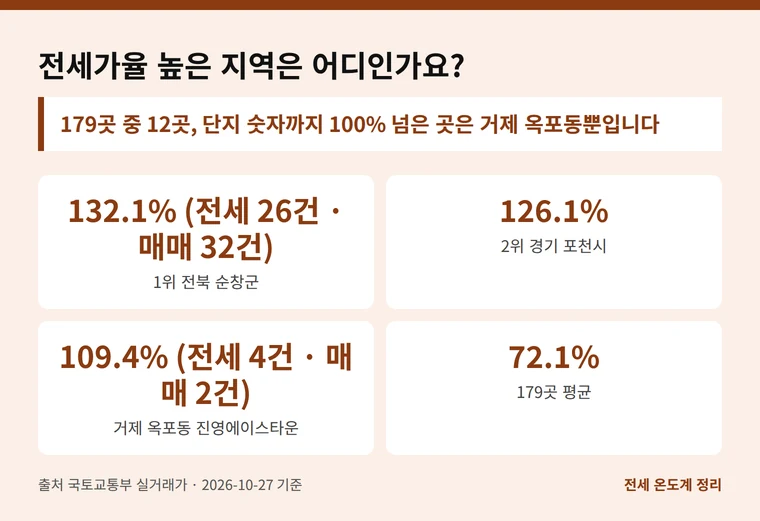 전세가율 높은 지역은 어디인가요?
179곳 중 12곳, 단지 숫자까지 100% 넘은 곳은 거제 옥포동뿐입니다
132.1% (전세 26건 ·
매매 32건)
1위 전북 순창군
126.1%
2위 경기 포천시
109.4% (전세 4건 · 매
매 2건)
거제 옥포동 진영에이스타운
72.1%
179곳 평균
출처 국토교통부 실거래가 · 2026-10-27 기준
전세 온도계 정리